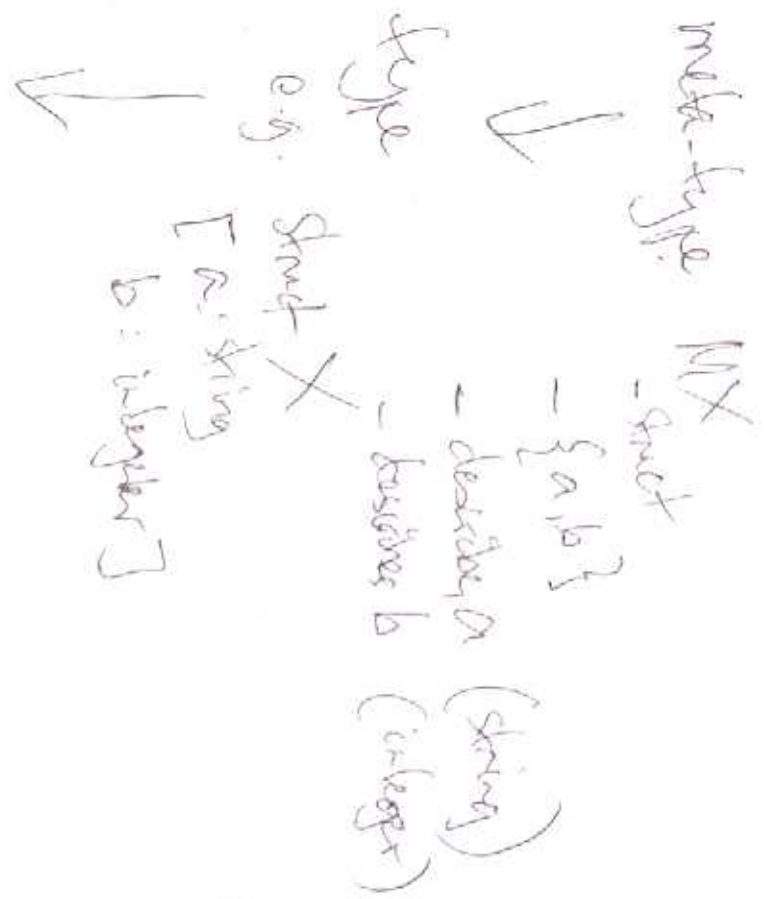 meta-type MX
- struct
- { a, b }
- describes a (string)
- describes b (integer)
type
e.g. struct X
[ a: string
b: integer ]